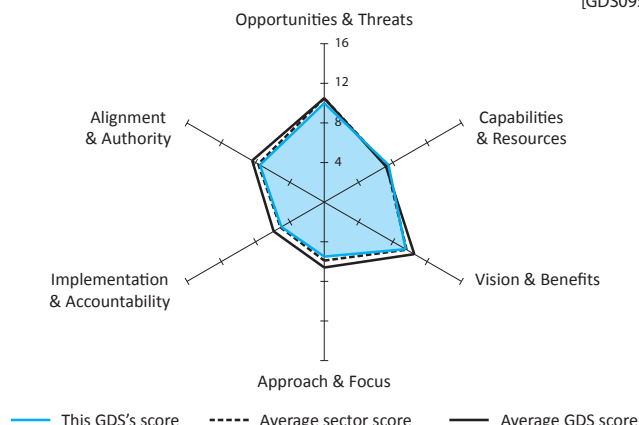 [GDS09
Opportunities & Threats
16
12
8
4
Alignment
& Authority
Capabilities
& Resources
Implementation
& Accountability
Vision & Benefits
Approach & Focus
This GDS's score
Average sector score
Average GDS score